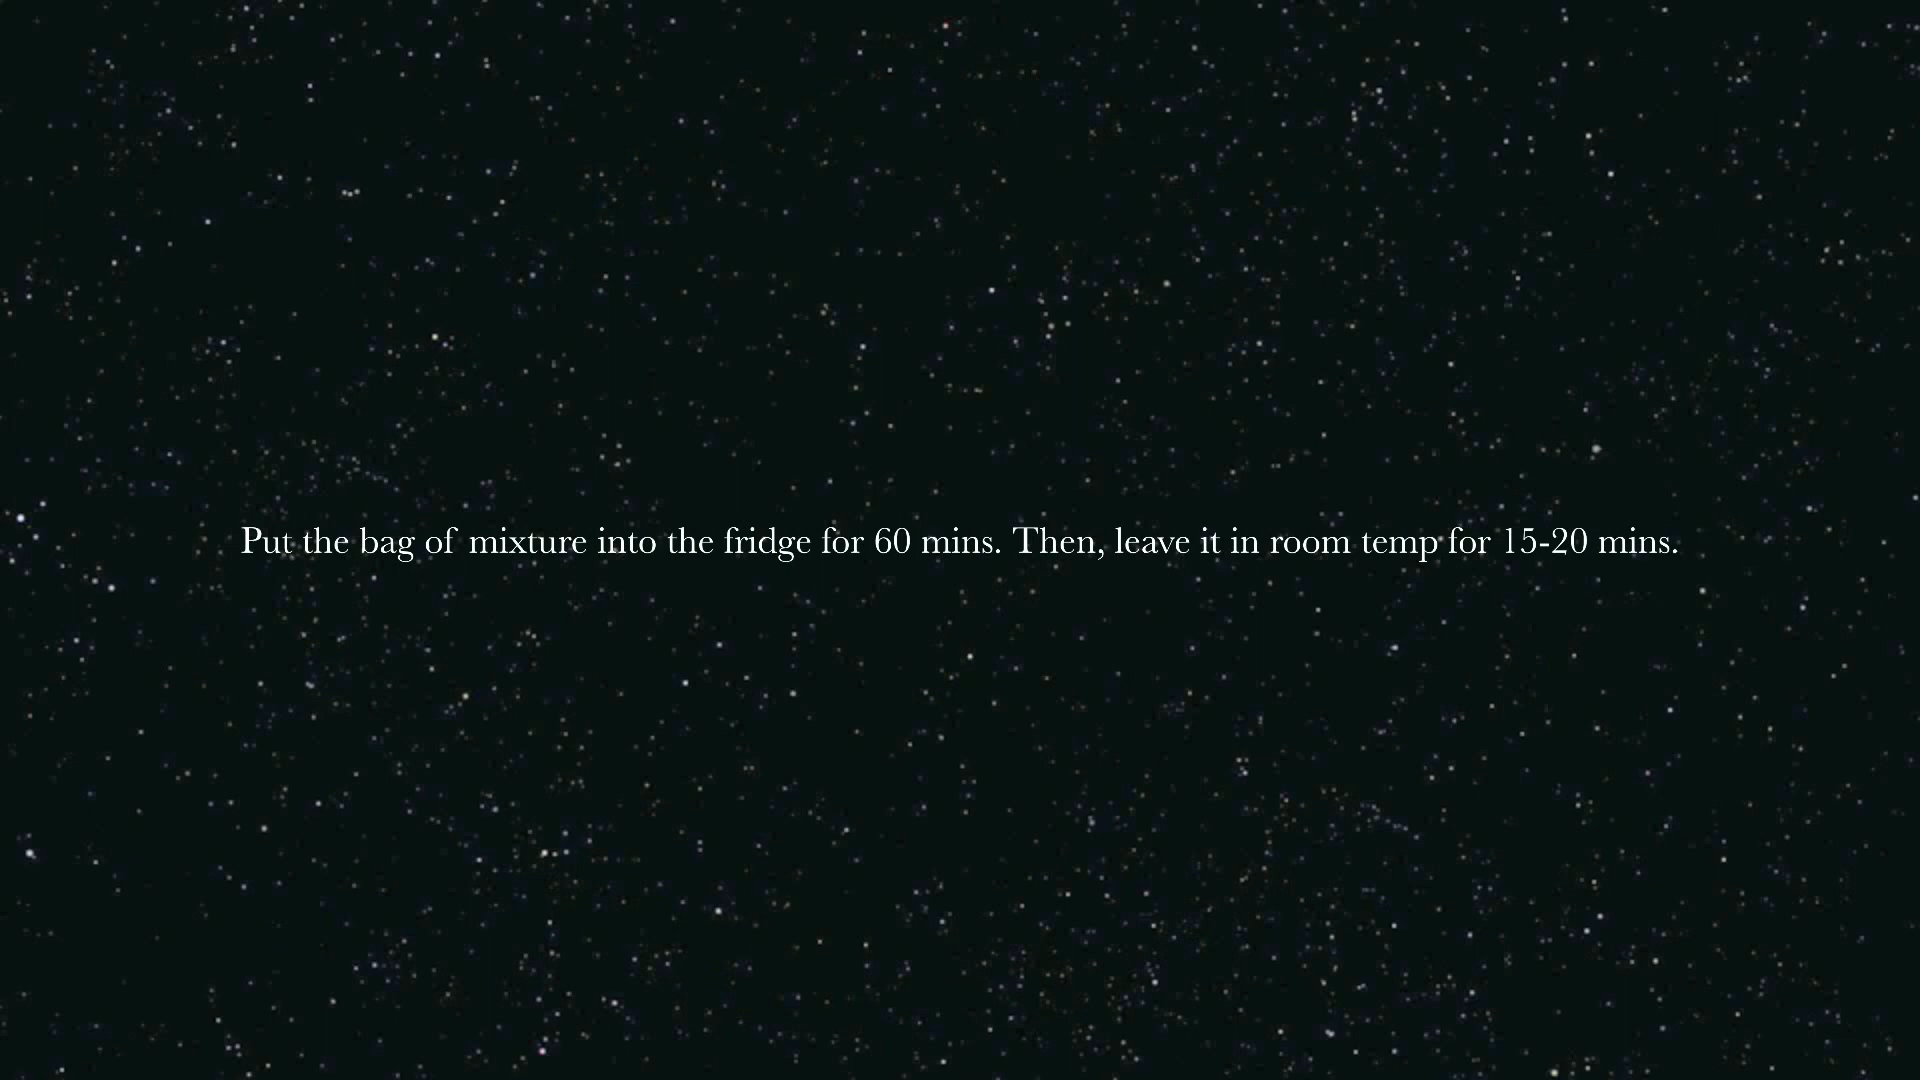 Put the bag of mixture into the fridge for 60 mins. Then, leave it in room temp for 15-20 mins.